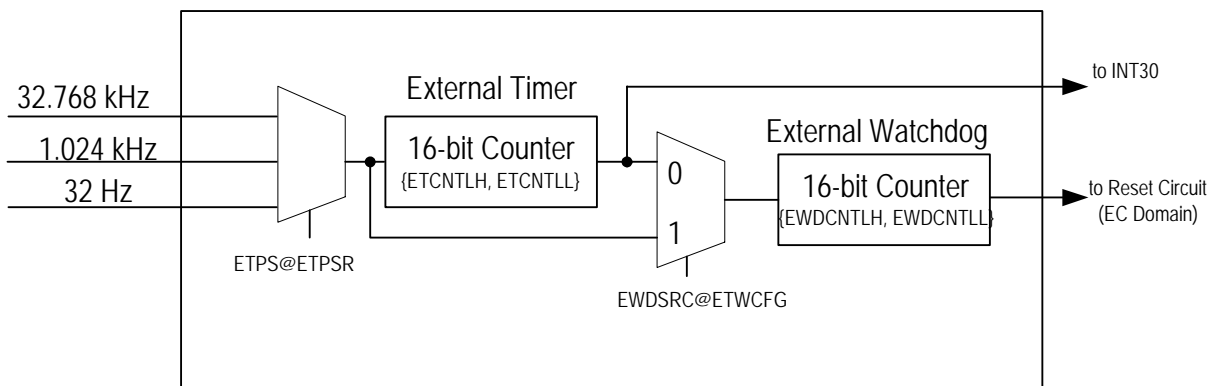 to INT30
External Timer
32.768 kHz
External Watchdog
16-bit Counter
{ETCNTLH, ETCNTLL}
0
1.024 kHz
16-bit Counter
{EWDCNTLH, EWDCNTLL}
to Reset Circuit
(EC Domain)
32 Hz
1
ETPS@ETPSR
EWDSRC@ETWCFG